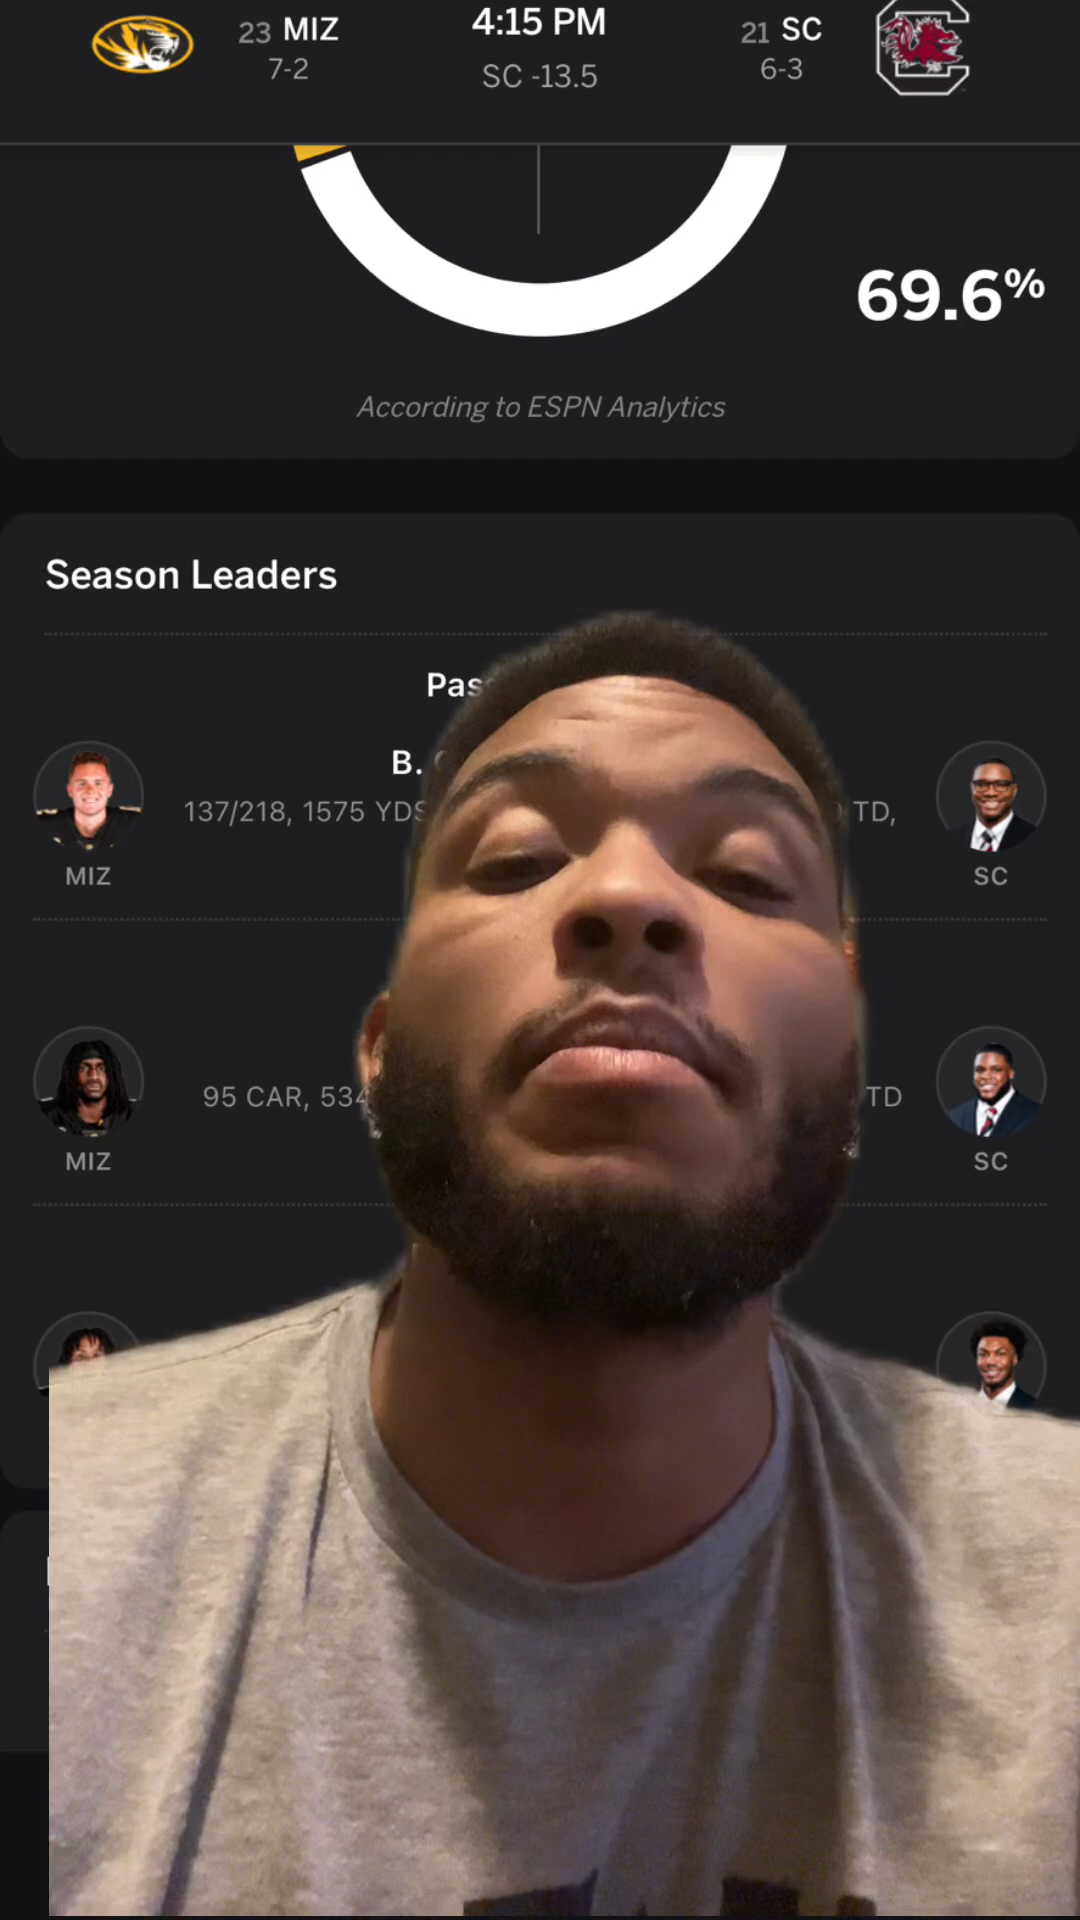 23 MIZ
7-2
4:15 PM
SC -13.5
21 SC
6-3
69.6%
According to ESPN Analytics
Season Leaders
B.
137/218, 1575 YDS
TD,
MIZ
SC
95 CAR, 534
TD
MIZ
SC